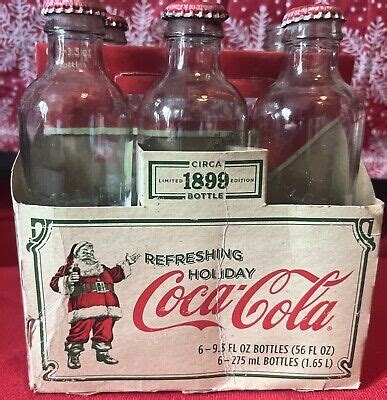 CIRCA
LIMITED 1899 EDITION
BOTTLE
REFRESHING
HOLIDAY
Coca-Cola
6–9.3 FL OZ BOTTLES (56 FL OZ)
6–275 mL BOTTLES (1.65 L)